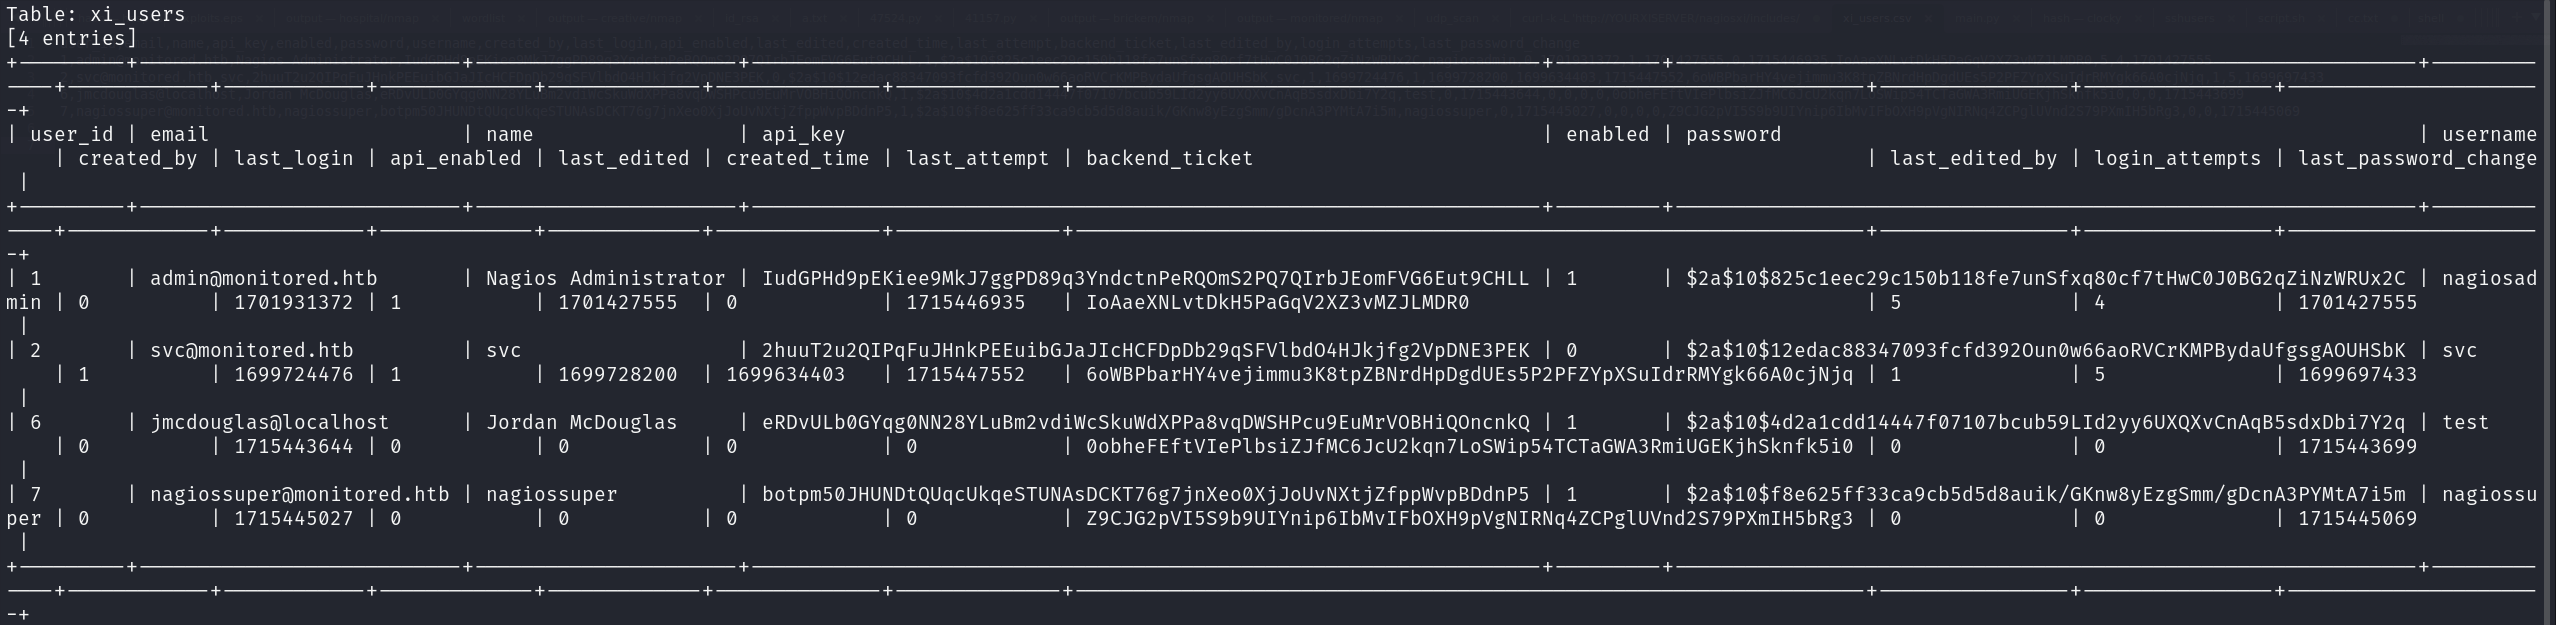 Table: xi_users
[4 entries]
| user_id | email | name | api_key | enabled | password | username
| created_by | last_login | api_enabled | last_edited | created_time | last_attempt | backend_ticket | last_edited_by | login_attempts | last_password_change
|
| 1 | admin@monitored.htb | Nagios Administrator | IudGPHd9pEKiee9MkJ7ggPD89q3YndctnPeRQOmS2PQ7QIrbJEomFVG6Eut9CHLL | 1 | $2a$10$825c1eec29c150b118fe7unSfxq80cf7tHwC0J0BG2qZiNzWRUx2C | nagiosad
min | 0 | 1701931372 | 1 | 1701427555 | 0 | 1715446935 | IoAaeXNLvtDkH5PaGqV2XZ3vMZJLMDR0 | 5 | 4 | 1701427555
|
| 2 | svc@monitored.htb | svc | 2huuT2u2QIPqFuJHnkPEEuibGJaJIcHCFDpDb29qSFVlbdO4HJkjfg2VpDNE3PEK | 0 | $2a$10$12edac88347093fcfd392Oun0w66aoRVCrKMPBydaUfgsgAOUHSbK | svc
| 1 | 1699724476 | 1 | 1699728200 | 1699634403 | 1715447552 | 6oWBPbarHY4vejimmu3K8tpZBNrdHpDgdUEs5P2PFZYpXSuIdrRMYgk66A0cjNjq | 1 | 5 | 1699697433
|
| 6 | jmcdouglas@localhost | Jordan McDouglas | eRDvULb0GYqg0NN28YLuBm2vdiWcSkuWdXPPa8vqDWSHPcu9EuMrVOBHiQOncnkQ | 1 | $2a$10$4d2a1cdd14447f07107bcub59LId2yy6UXQXvCnAqB5sdxDbi7Y2q | test
| 0 | 1715443644 | 0 | 0 | 0 | 0 | 0obheFEftVIePlbsiZJfMC6JcU2kqn7LoSWip54TCTaGWA3RmiUGEKjhSknfk5i0 | 0 | 0 | 1715443699
|
| 7 | nagiossuper@monitored.htb | nagiossuper | botpm50JHUNDtQUqcUkqeSTUNAsDCKT76g7jnXeo0XjJoUvNXtjZfppWvpBDdnP5 | 1 | $2a$10$f8e625ff33ca9cb5d5d8auik/GKnw8yEzgSmm/gDcnA3PYMtA7i5m | nagiossu
per | 0 | 1715445027 | 0 | 0 | 0 | 0 | Z9CJG2pVI5S9b9UIYnip6IbMvIFbOXH9pVgNIRNq4ZCPglUVnd2S79PXmIH5bRg3 | 0 | 0 | 1715445069
|